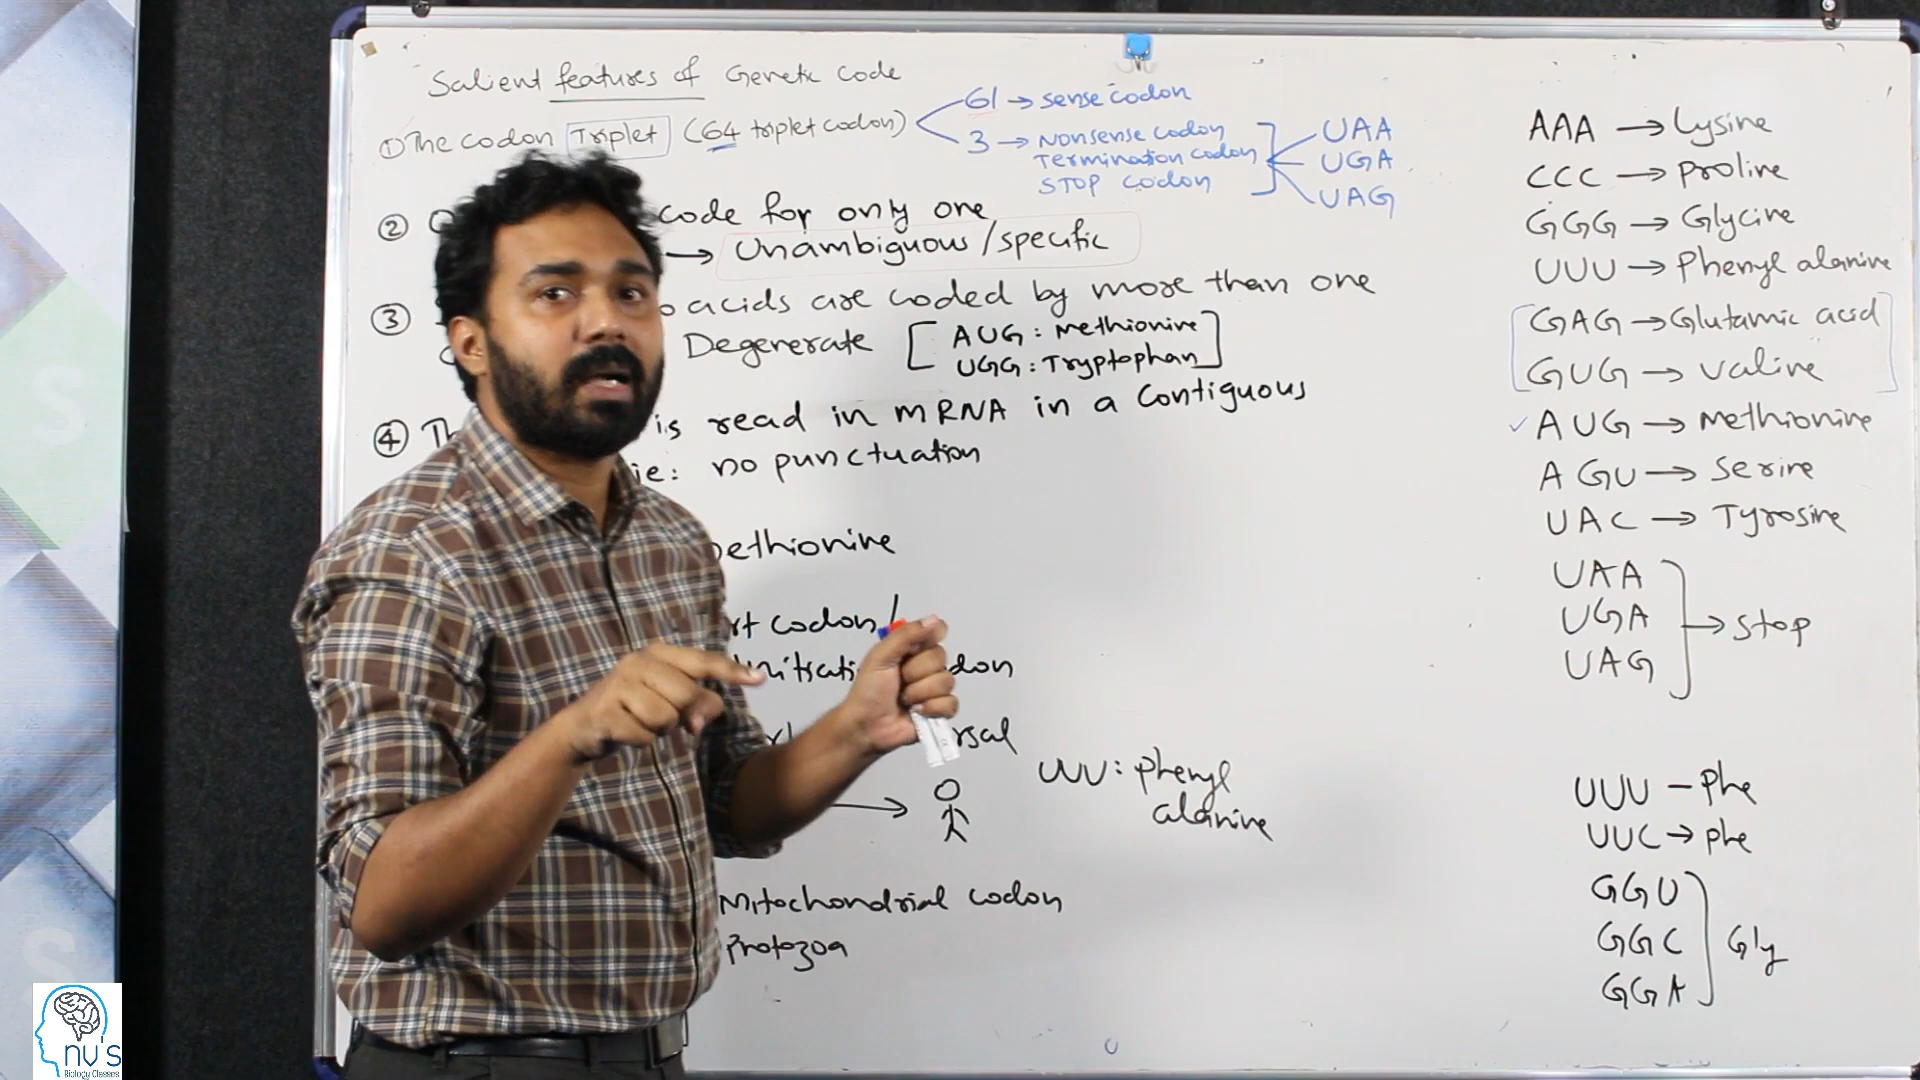 Salient features of Genetic code
① The codon Triplet (64 triplet codon)
61 → sense codon
3 → Nonsense codon
Termination codon
STOP codon
UAA
UGA
UAG
② code for only one
→ Unambiguous / specific
③ acids are coded by more than one
Degenerate [ AUG : Methionine
UGG : Tryptophan ]
④ is read in mRNA in a contiguous
ie: no punctuation
ethionine
codon /
UUU : phenyl
alanine
Mitochondrial codon
Protozoa
AAA → Lysine
CCC → Proline
GGG → Glycine
UUU → Phenyl alanine
GAG → Glutamic acid
GUG → valine
AUG → Methionine
AGU → Serine
UAC → Tyrosine
UAA
UGA
UAG
→ Stop
UUU – Phe
UUC → phe
GGU
GGC
GGA
Gly
nv's
Biology Classes